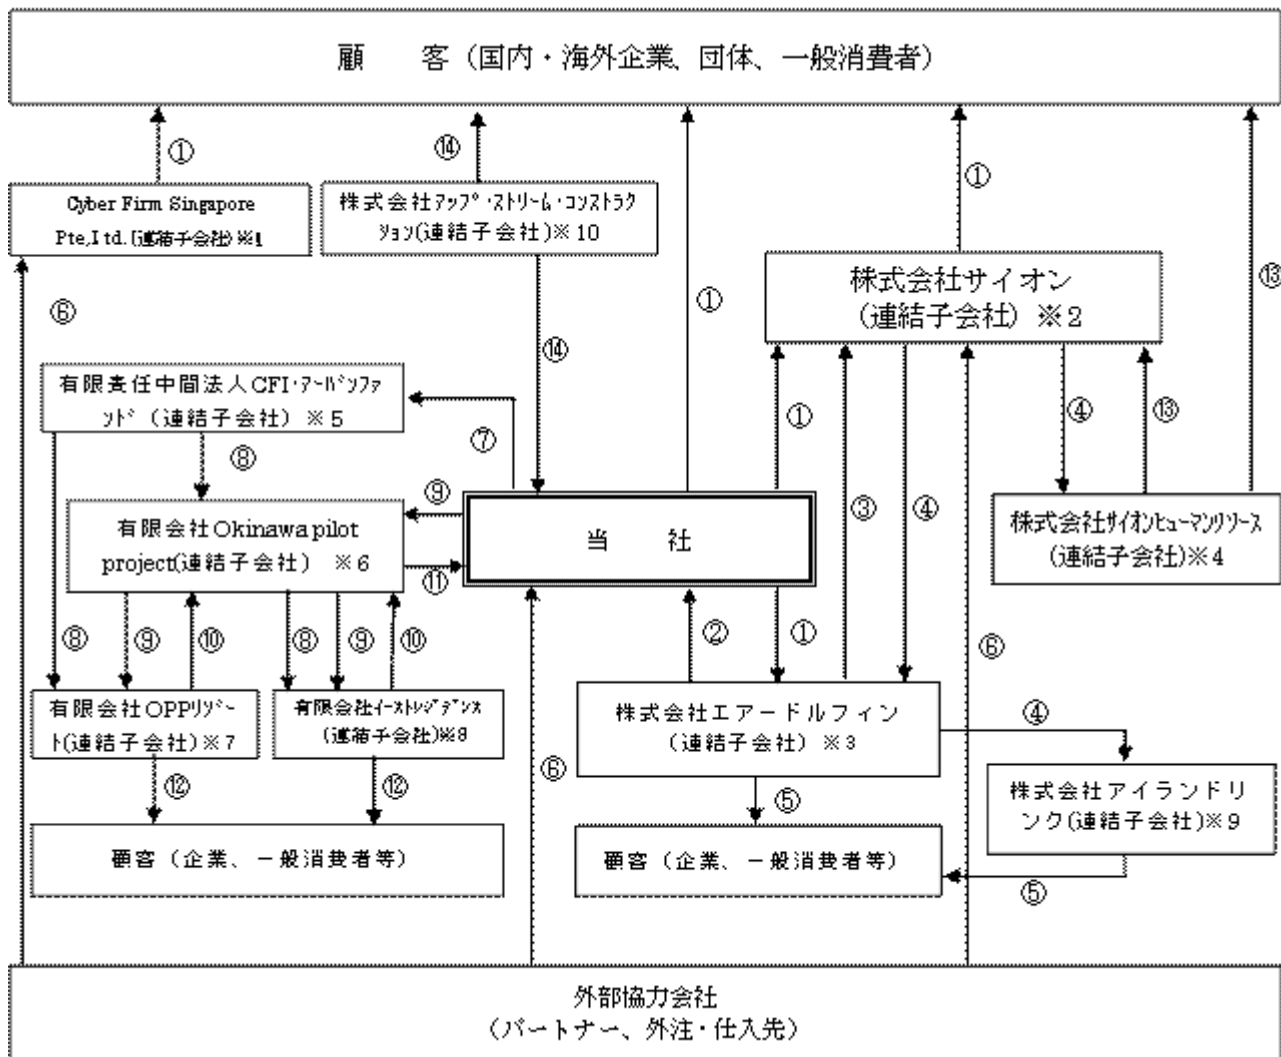 顧　　客（国内・海外企業、団体、一般消費者）
①
⑭
①
①
⑬
Cyber Firm Singapore
Pte,Ltd.(連結子会社)※1
株式会社ｱｯﾌﾟ･ｽﾄﾘｰﾑ･ｺﾝｽﾄﾗｸ
ｼｮﾝ(連結子会社)※10
株式会社サイオン
(連結子会社) ※2
⑥
⑭
①
③
④
④
⑬
有限責任中間法人CFI･ｱｰﾊﾞﾝﾌｧ
ﾝﾄﾞ（連結子会社）※5
⑦
⑧
⑨
有限会社Okinawa pilot
project(連結子会社) ※6
⑪
当　　社
株式会社ｻｲｵﾝﾋｭｰﾏﾝﾘｿｰｽ
(連結子会社)※4
⑧
⑨
⑩
⑧
⑨
⑩
②
①
⑥
有限会社OPPﾘｿﾞｰ
ﾄ(連結子会社)※7
有限会社ｲｰｽﾄﾚｼﾞﾃﾞﾝｽ
(連結子会社)※8
株式会社エアードルフィン
（連結子会社）※3
④
⑫
⑫
⑥
⑤
株式会社アイランドリ
ンク(連結子会社)※9
顧客（企業、一般消費者等）
顧客（企業、一般消費者等）
⑤
外部協力会社
（パートナー、外注・仕入先）